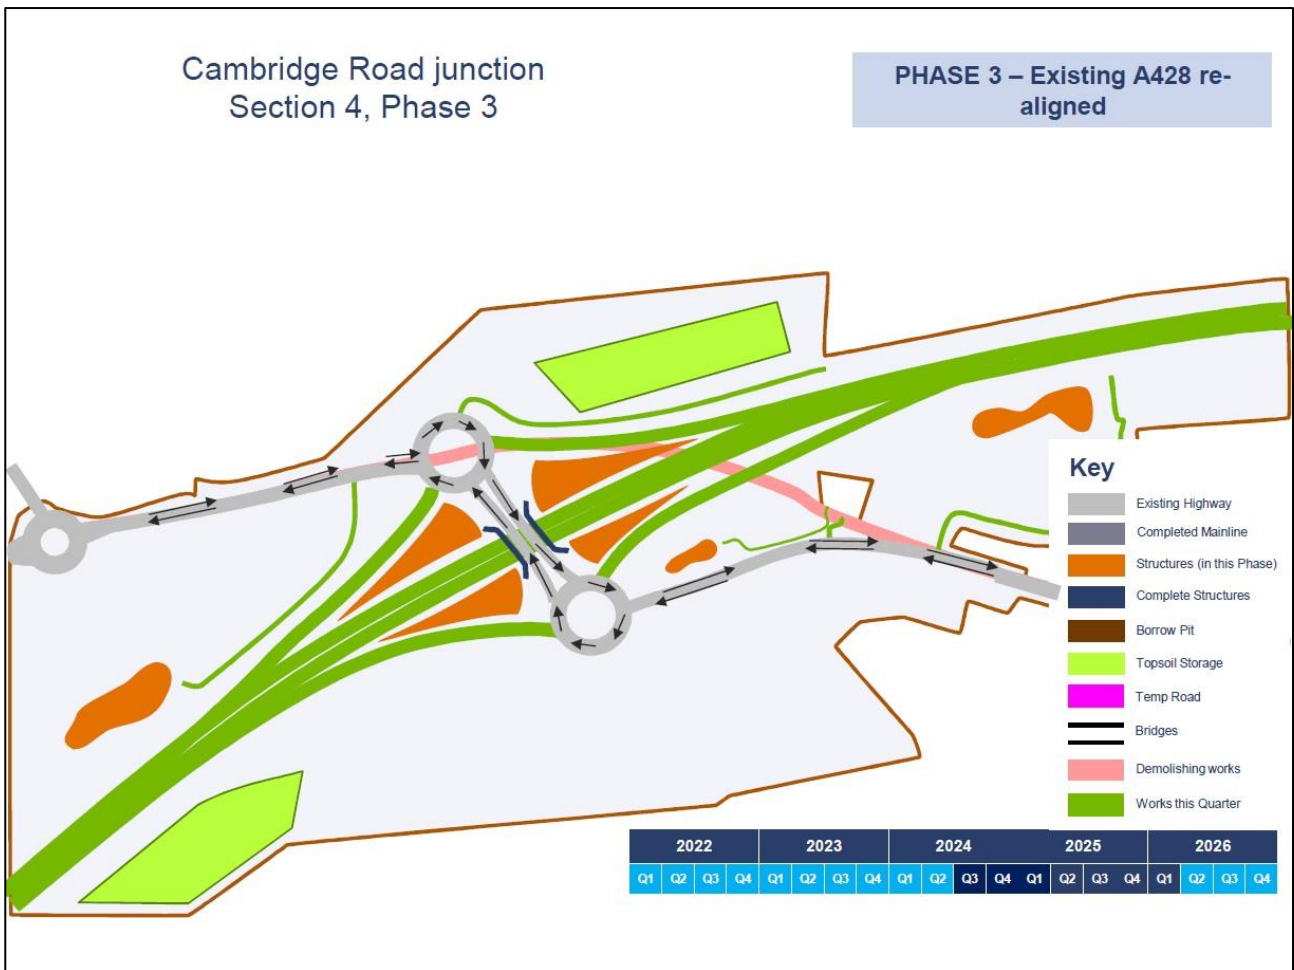 Cambridge Road junction
Section 4, Phase 3
PHASE 3 – Existing A428 re-
aligned
Key
Existing Highway
Completed Mainline
Structures (in this Phase)
Complete Structures
Borrow Pit
Topsoil Storage
Temp Road
Bridges
Demolishing works
Works this Quarter
2022 2023 2024 2025 2026
Q1 Q2 Q3 Q4 Q1 Q2 Q3 Q4 Q1 Q2 Q3 Q4 Q1 Q2 Q3 Q4 Q1 Q2 Q3 Q4